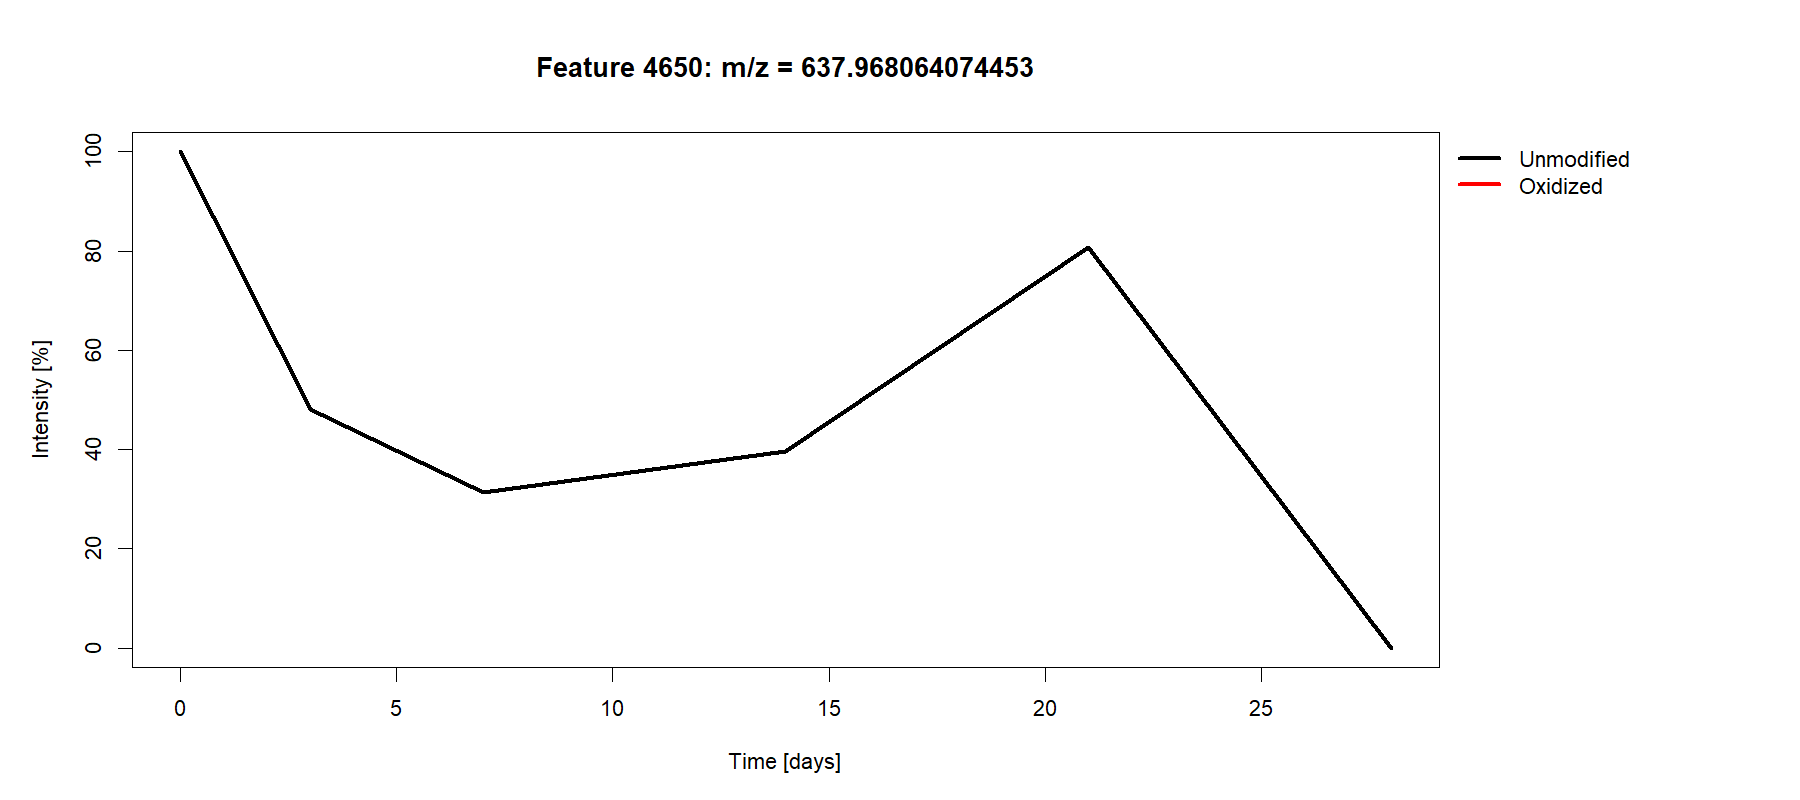 Feature 4650: m/z = 637.968064074453
Unmodified
Oxidized
Intensity [%]
100
80
60
40
20
0
0 5 10 15 20 25
Time [days]